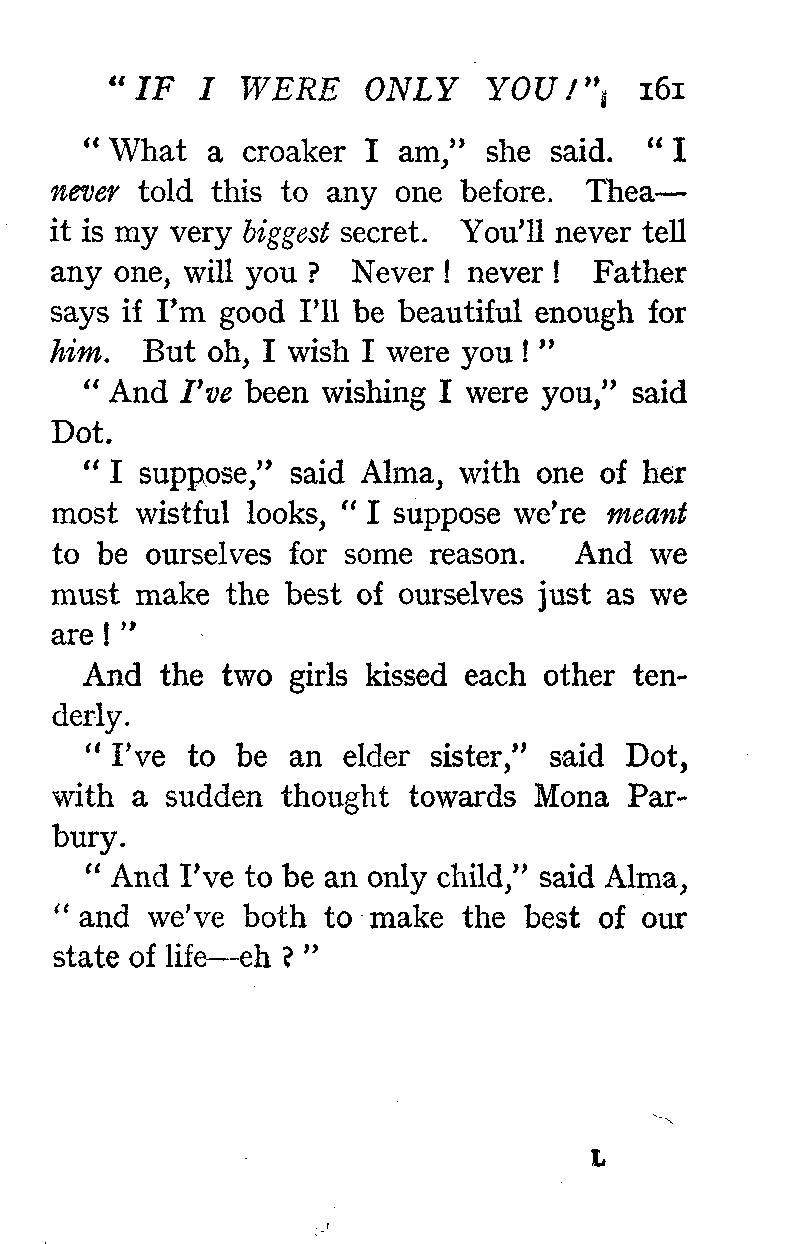 “ IF I WERE ONLY YOU!” 161
“ What a croaker I am,” she said. “ I
never told this to any one before. Thea—
it is my very biggest secret. You’ll never tell
any one, will you ? Never ! never ! Father
says if I’m good I’ll be beautiful enough for
him. But oh, I wish I were you ! ”
“ And I’ve been wishing I were you,” said
Dot.
“ I suppose,” said Alma, with one of her
most wistful looks, “ I suppose we’re meant
to be ourselves for some reason. And we
must make the best of ourselves just as we
are ! ”
And the two girls kissed each other ten-
derly.
“ I’ve to be an elder sister,” said Dot,
with a sudden thought towards Mona Par-
bury.
“ And I’ve to be an only child,” said Alma,
“ and we’ve both to make the best of our
state of life—eh ? ”
L